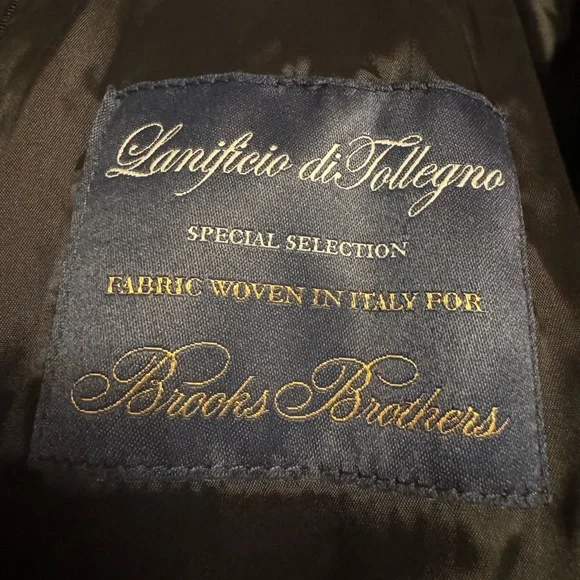 Lanificio di Tollegno
SPECIAL SELECTION
FABRIC WOVEN IN ITALY FOR
Brooks Brothers